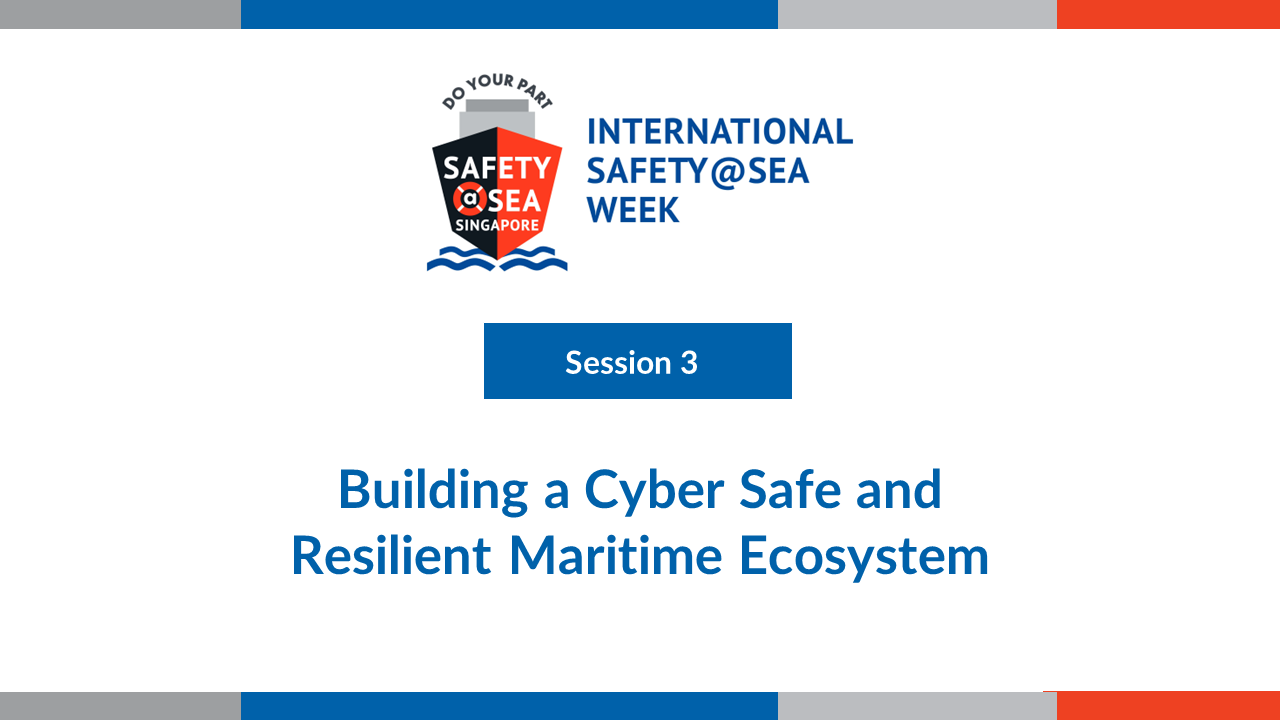 DO YOUR PART
SAFETY
@SEA
SINGAPORE
INTERNATIONAL
SAFETY@SEA
WEEK
Session 3
Building a Cyber Safe and
Resilient Maritime Ecosystem